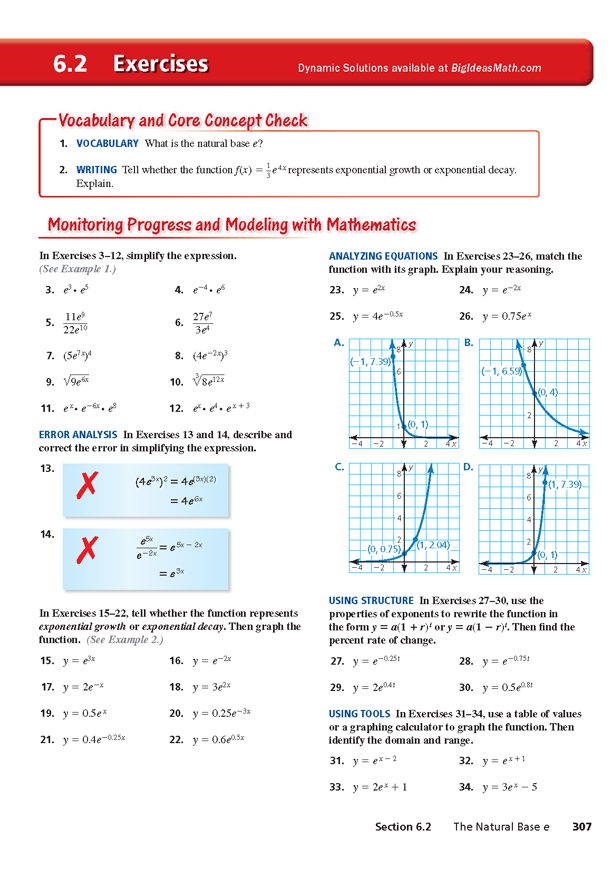 6.2 Exercises
Dynamic Solutions available at BigIdeasMath.com
Vocabulary and Core Concept Check
1. VOCABULARY What is the natural base e?
2. WRITING Tell whether the function f(x) = 1/3 e^4x represents exponential growth or exponential decay.
Explain.
Monitoring Progress and Modeling with Mathematics
In Exercises 3–12, simplify the expression.
(See Example 1.)
3. e^3 • e^5
4. e^−4 • e^6
5. 11e^9 / 22e^10
6. 27e^7 / 3e^4
7. (5e^7x)^4
8. (4e^−2x)^3
9. √9e^6x
10. ∛8e^12x
11. e^x • e^−6x • e^8
12. e^x • e^4 • e^x + 3
ERROR ANALYSIS In Exercises 13 and 14, describe and
correct the error in simplifying the expression.
13.
✗
(4e^3x)^2 = 4e^(3x)(2)
= 4e^6x
14.
✗
e^5x / e^−2x = e^5x − 2x
= e^3x
In Exercises 15–22, tell whether the function represents
exponential growth or exponential decay. Then graph the
function. (See Example 2.)
15. y = e^3x
16. y = e^−2x
17. y = 2e^−x
18. y = 3e^2x
19. y = 0.5e^x
20. y = 0.25e^−3x
21. y = 0.4e^−0.25x
22. y = 0.6e^0.5x
ANALYZING EQUATIONS In Exercises 23–26, match the
function with its graph. Explain your reasoning.
23. y = e^2x
24. y = e^−2x
25. y = 4e^−0.5x
26. y = 0.75e^x
A.
8 y
(−1, 7.39)
6
1
(0, 1)
−4 −2 2 4 x
B.
8 y
(−1, 6.59)
(0, 4)
2
−4 −2 2 4 x
C.
8 y
6
4
2
(0, 0.75)
(1, 2.04)
−4 −2 2 4 x
D.
8 y
(1, 7.39)
6
4
2
(0, 1)
−4 −2 2 4 x
USING STRUCTURE In Exercises 27–30, use the
properties of exponents to rewrite the function in
the form y = a(1 + r)^t or y = a(1 − r)^t. Then find the
percent rate of change.
27. y = e^−0.25t
28. y = e^−0.75t
29. y = 2e^0.4t
30. y = 0.5e^0.8t
USING TOOLS In Exercises 31–34, use a table of values
or a graphing calculator to graph the function. Then
identify the domain and range.
31. y = e^x − 2
32. y = e^x + 1
33. y = 2e^x + 1
34. y = 3e^x − 5
Section 6.2 The Natural Base e 307